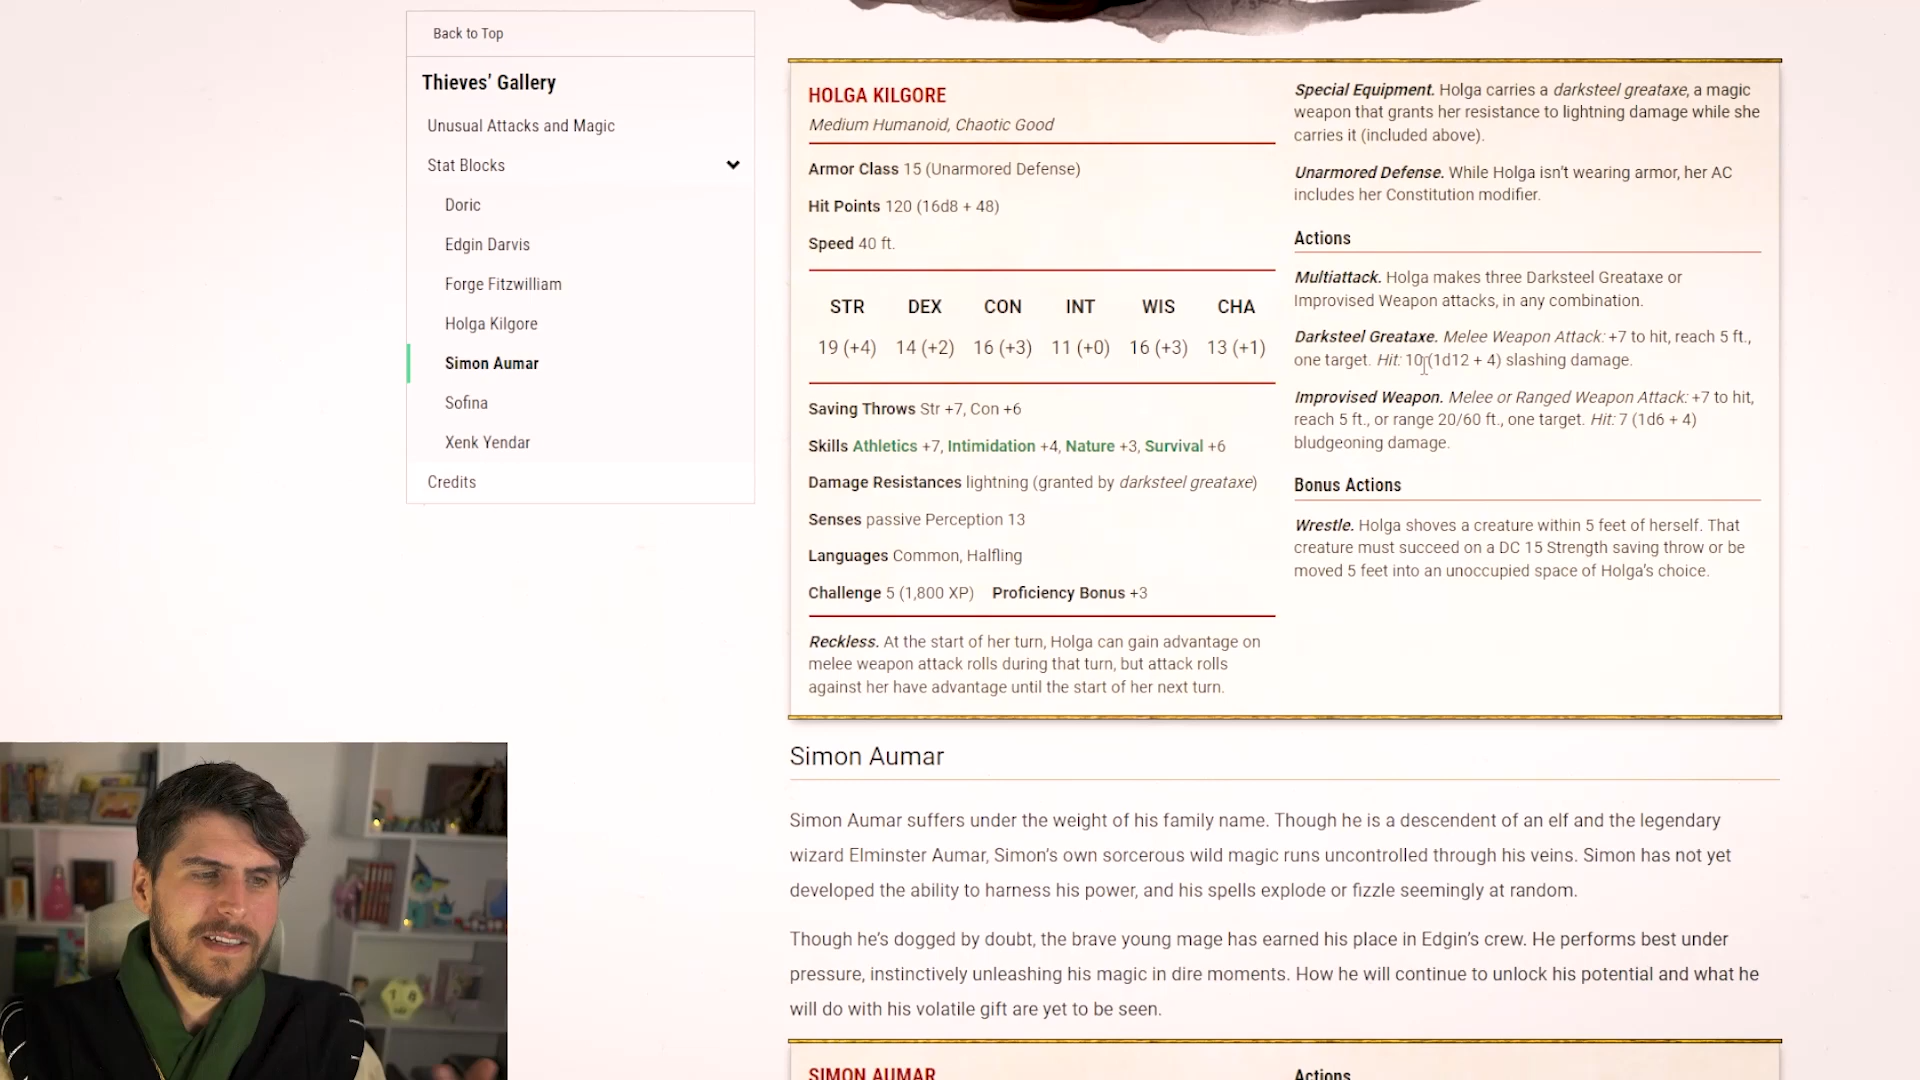 Back to Top
Thieves’ Gallery
Unusual Attacks and Magic
Stat Blocks
Doric
Edgin Darvis
Forge Fitzwilliam
Holga Kilgore
Simon Aumar
Sofina
Xenk Yendar
Credits
HOLGA KILGORE
Medium Humanoid, Chaotic Good
Armor Class 15 (Unarmored Defense)
Hit Points 120 (16d8 + 48)
Speed 40 ft.
STR DEX CON INT WIS CHA
19 (+4) 14 (+2) 16 (+3) 11 (+0) 16 (+3) 13 (+1)
Saving Throws Str +7, Con +6
Skills Athletics +7, Intimidation +4, Nature +3, Survival +6
Damage Resistances lightning (granted by darksteel greataxe)
Senses passive Perception 13
Languages Common, Halfling
Challenge 5 (1,800 XP) Proficiency Bonus +3
Reckless. At the start of her turn, Holga can gain advantage on
melee weapon attack rolls during that turn, but attack rolls
against her have advantage until the start of her next turn.
Special Equipment. Holga carries a darksteel greataxe, a magic
weapon that grants her resistance to lightning damage while she
carries it (included above).
Unarmored Defense. While Holga isn’t wearing armor, her AC
includes her Constitution modifier.
Actions
Multiattack. Holga makes three Darksteel Greataxe or
Improvised Weapon attacks, in any combination.
Darksteel Greataxe. Melee Weapon Attack: +7 to hit, reach 5 ft.,
one target. Hit: 10 (1d12 + 4) slashing damage.
Improvised Weapon. Melee or Ranged Weapon Attack: +7 to hit,
reach 5 ft., or range 20/60 ft., one target. Hit: 7 (1d6 + 4)
bludgeoning damage.
Bonus Actions
Wrestle. Holga shoves a creature within 5 feet of herself. That
creature must succeed on a DC 15 Strength saving throw or be
moved 5 feet into an unoccupied space of Holga’s choice.
Simon Aumar
Simon Aumar suffers under the weight of his family name. Though he is a descendent of an elf and the legendary
wizard Elminster Aumar, Simon’s own sorcerous wild magic runs uncontrolled through his veins. Simon has not yet
developed the ability to harness his power, and his spells explode or fizzle seemingly at random.
Though he’s dogged by doubt, the brave young mage has earned his place in Edgin’s crew. He performs best under
pressure, instinctively unleashing his magic in dire moments. How he will continue to unlock his potential and what he
will do with his volatile gift are yet to be seen.
SIMON AUMAR
Actions